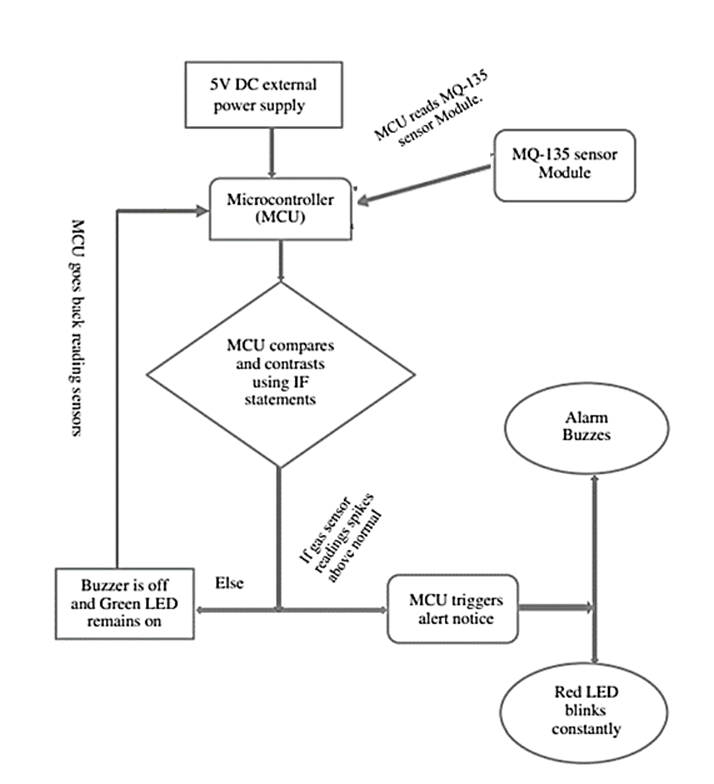 5V DC external
power supply
MCU reads MQ-135
sensor Module.
MQ-135 sensor
Module
Microcontroller
(MCU)
MCU goes back reading sensors
MCU compares
and contrasts
using IF
statements
Alarm
Buzzes
If gas sensor
readings spikes
above normal
Buzzer is off
and Green LED
remains on
Else
MCU triggers
alert notice
Red LED
blinks
constantly